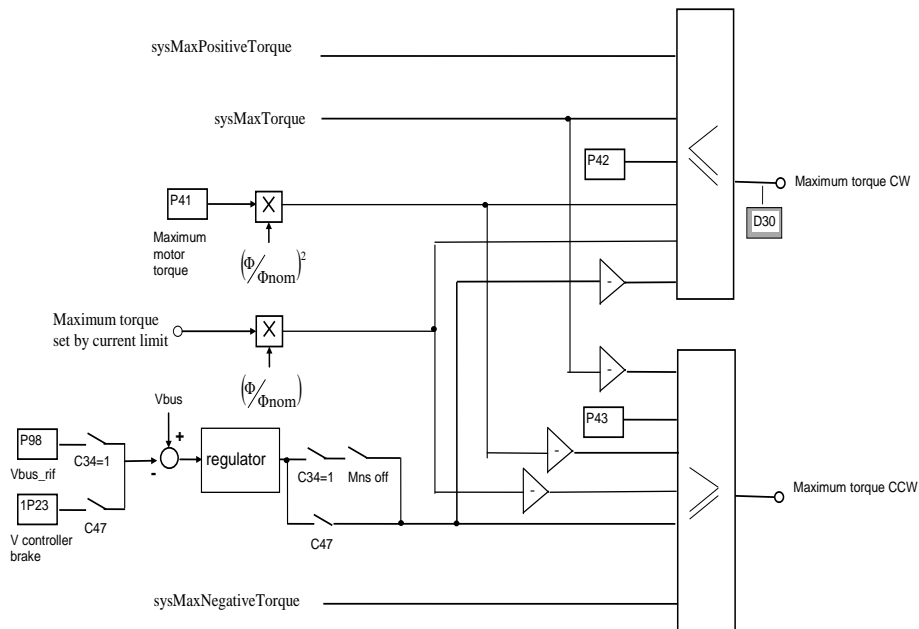 sysMaxPositiveTorque
sysMaxTorque
P42
Maximum torque CW
P41
X
D30
Maximum
motor
torque
(Φ/Φnom)²
Maximum torque
set by current limit
X
(Φ/Φnom)
-
-
Vbus
P43
P98
+
regulator
C34=1
-
C34=1
Mns off
-
-
Vbus_rif
1P23
Maximum torque CCW
C47
C47
V controller
brake
sysMaxNegativeTorque